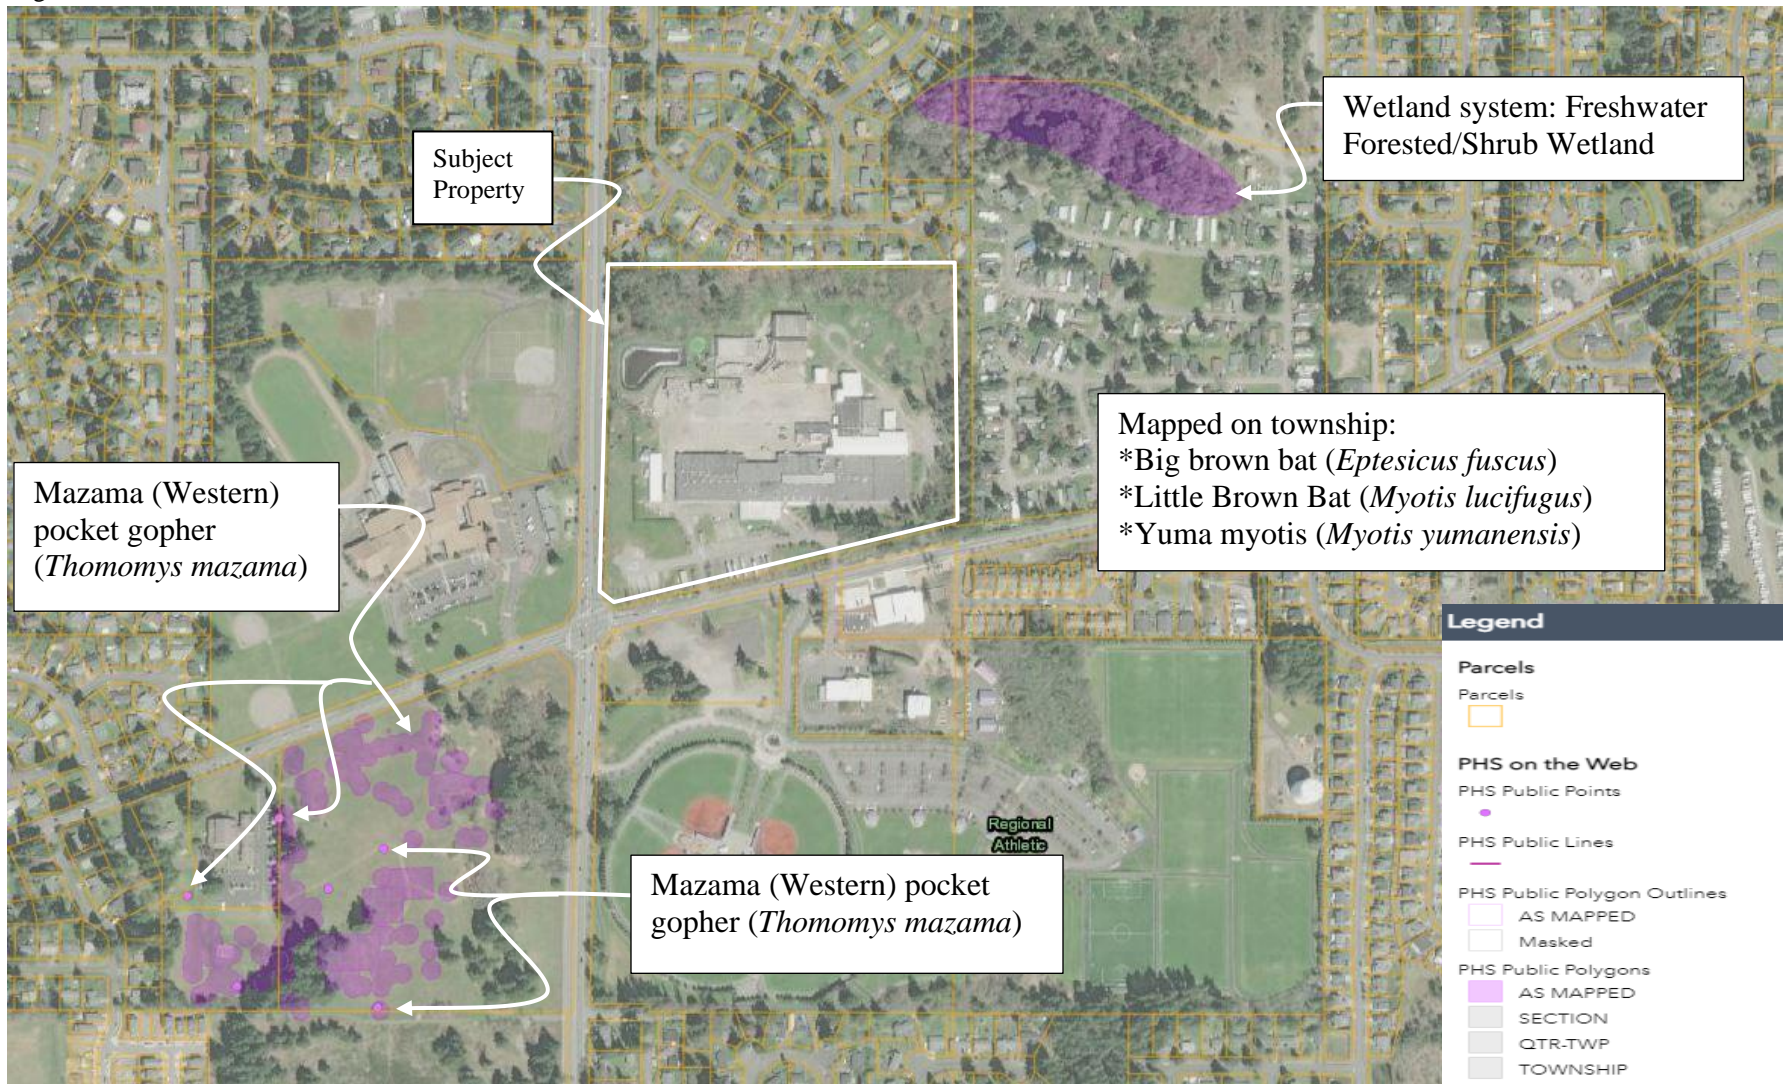 Subject
Property
Wetland system: Freshwater
Forested/Shrub Wetland
Mapped on township:
*Big brown bat (Eptesicus fuscus)
*Little Brown Bat (Myotis lucifugus)
*Yuma myotis (Myotis yumanensis)
Mazama (Western)
pocket gopher
(Thomomys mazama)
Mazama (Western) pocket
gopher (Thomomys mazama)
Regional
Athletic
Legend
Parcels
Parcels
PHS on the Web
PHS Public Points
PHS Public Lines
PHS Public Polygon Outlines
AS MAPPED
Masked
PHS Public Polygons
AS MAPPED
SECTION
QTR-TWP
TOWNSHIP